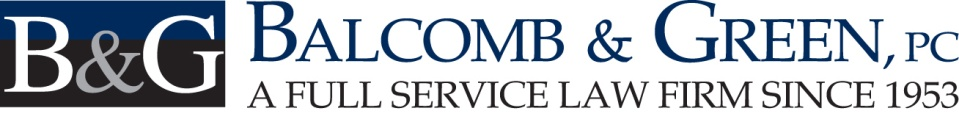 B&G
BALCOMB & GREEN, PC
A FULL SERVICE LAW FIRM SINCE 1953